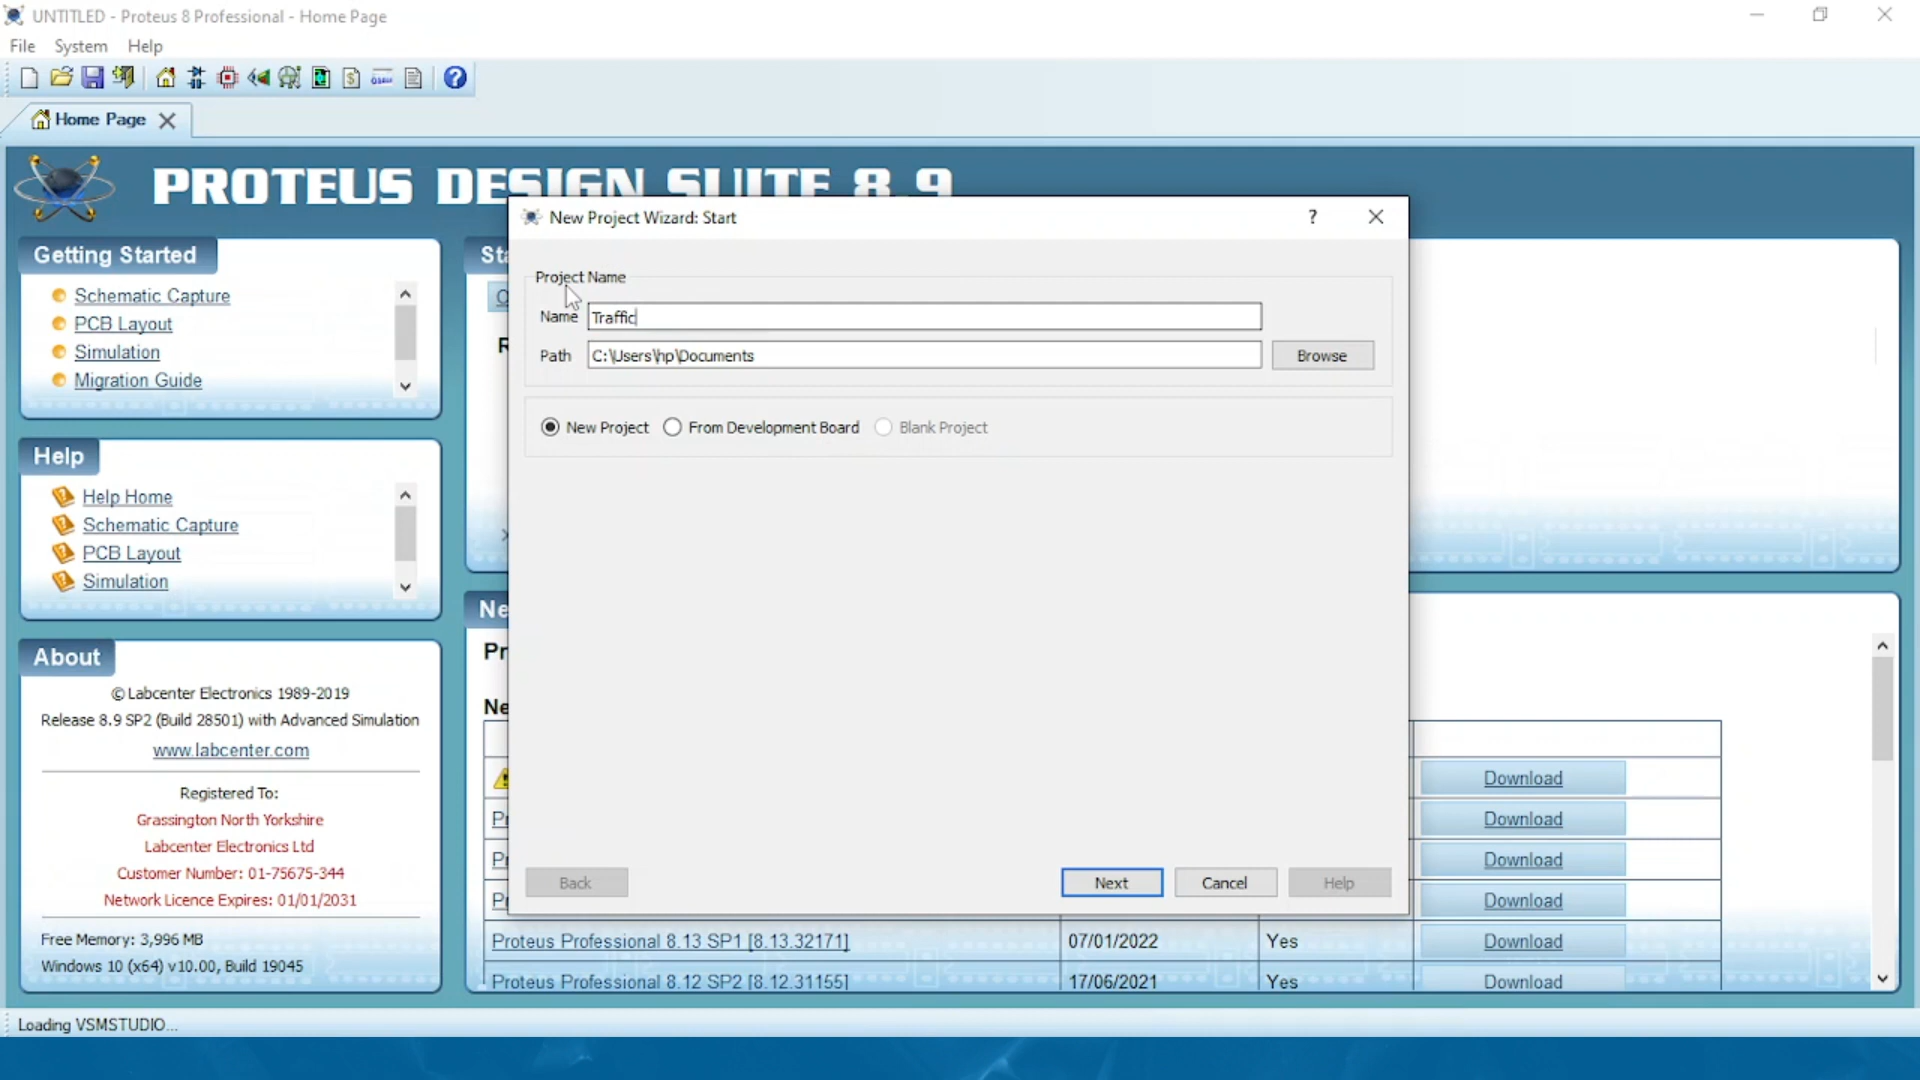 UNTITLED - Proteus 8 Professional - Home Page
File System Help
Home Page
PROTEUS DESIGN SUITE 8.9
New Project Wizard: Start
?
Getting Started
Schematic Capture
PCB Layout
Simulation
Migration Guide
Project Name
Name Traffic
Path C:\Users\hp\Documents
Browse
New Project From Development Board Blank Project
Help
Help Home
Schematic Capture
PCB Layout
Simulation
About
© Labcenter Electronics 1989-2019
Release 8.9 SP2 (Build 28501) with Advanced Simulation
www.labcenter.com
Registered To:
Grassington North Yorkshire
Labcenter Electronics Ltd
Customer Number: 01-75675-344
Network Licence Expires: 01/01/2031
Free Memory: 3,996 MB
Windows 10 (x64) v10.00, Build 19045
Back Next Cancel Help
Download
Download
Download
Download
Proteus Professional 8.13 SP1 [8.13.32171] 07/01/2022 Yes Download
Proteus Professional 8.12 SP2 [8.12.31155] 17/06/2021 Yes Download
Loading VSMSTUDIO...